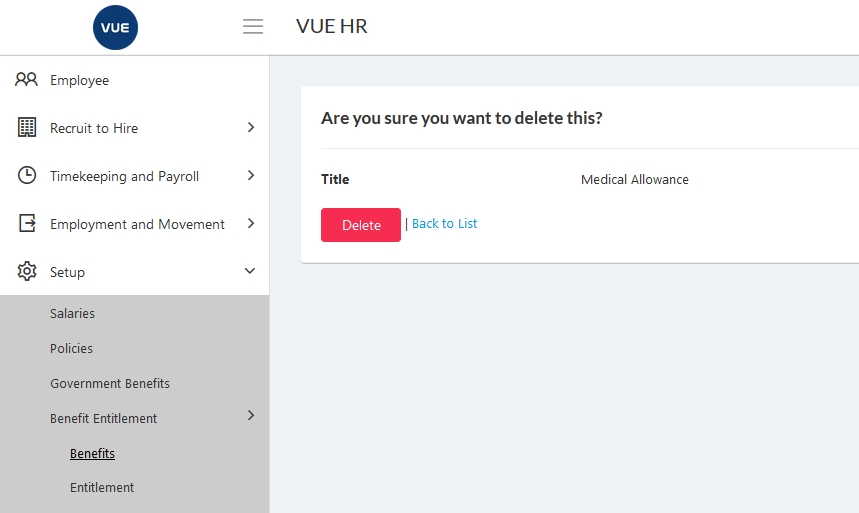 VUE
VUE HR
Employee
Recruit to Hire
Timekeeping and Payroll
Employment and Movement
Setup
Salaries
Policies
Government Benefits
Benefit Entitlement
Benefits
Entitlement
Are you sure you want to delete this?
Title Medical Allowance
Delete | Back to List